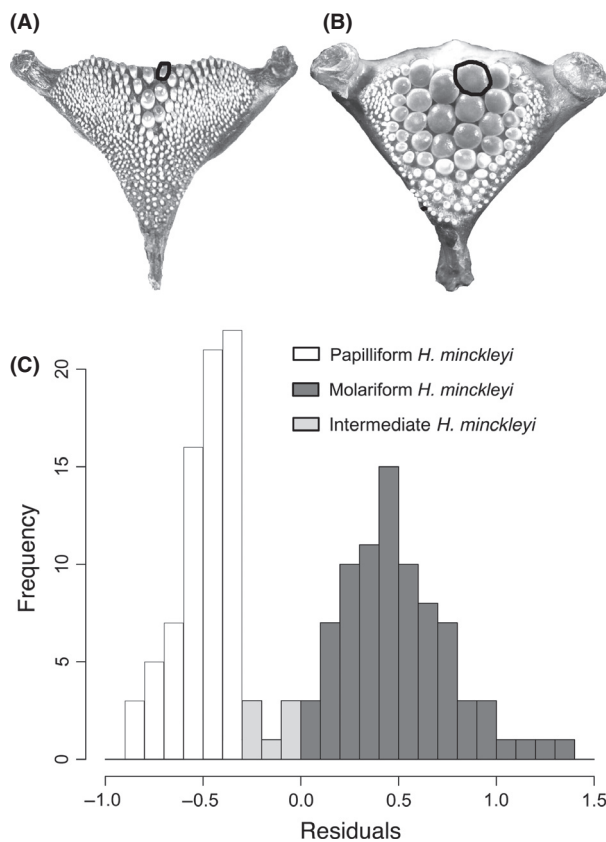 (A)
(B)
(C)
Papilliform H. minckleyi
Molariform H. minckleyi
Intermediate H. minckleyi
Frequency
20
15
10
5
0
−1.0 −0.5 0.0 0.5 1.0 1.5
Residuals